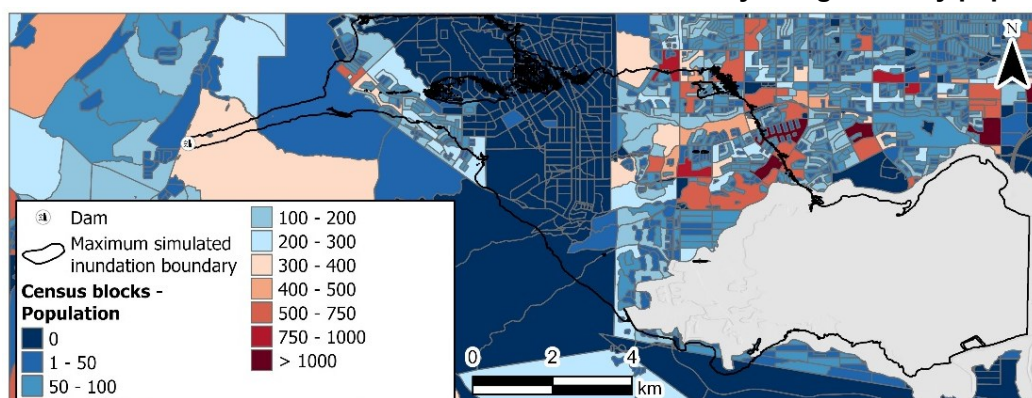 N
Dam
Maximum simulated
inundation boundary
Census blocks -
Population
0
1 - 50
50 - 100
100 - 200
200 - 300
300 - 400
400 - 500
500 - 750
750 - 1000
> 1000
0 2 4
km